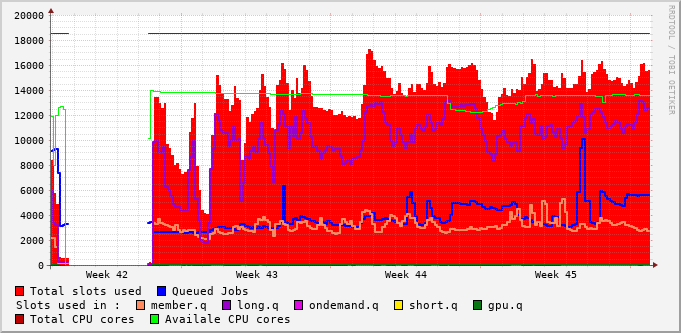 20000
18000
16000
14000
12000
10000
8000
6000
4000
2000
0
Week 42 Week 43 Week 44 Week 45
RRDTOOL / TOBI OETIKER
Total slots used Queued Jobs
Slots used in : member.q long.q ondemand.q short.q gpu.q
Total CPU cores Availale CPU cores